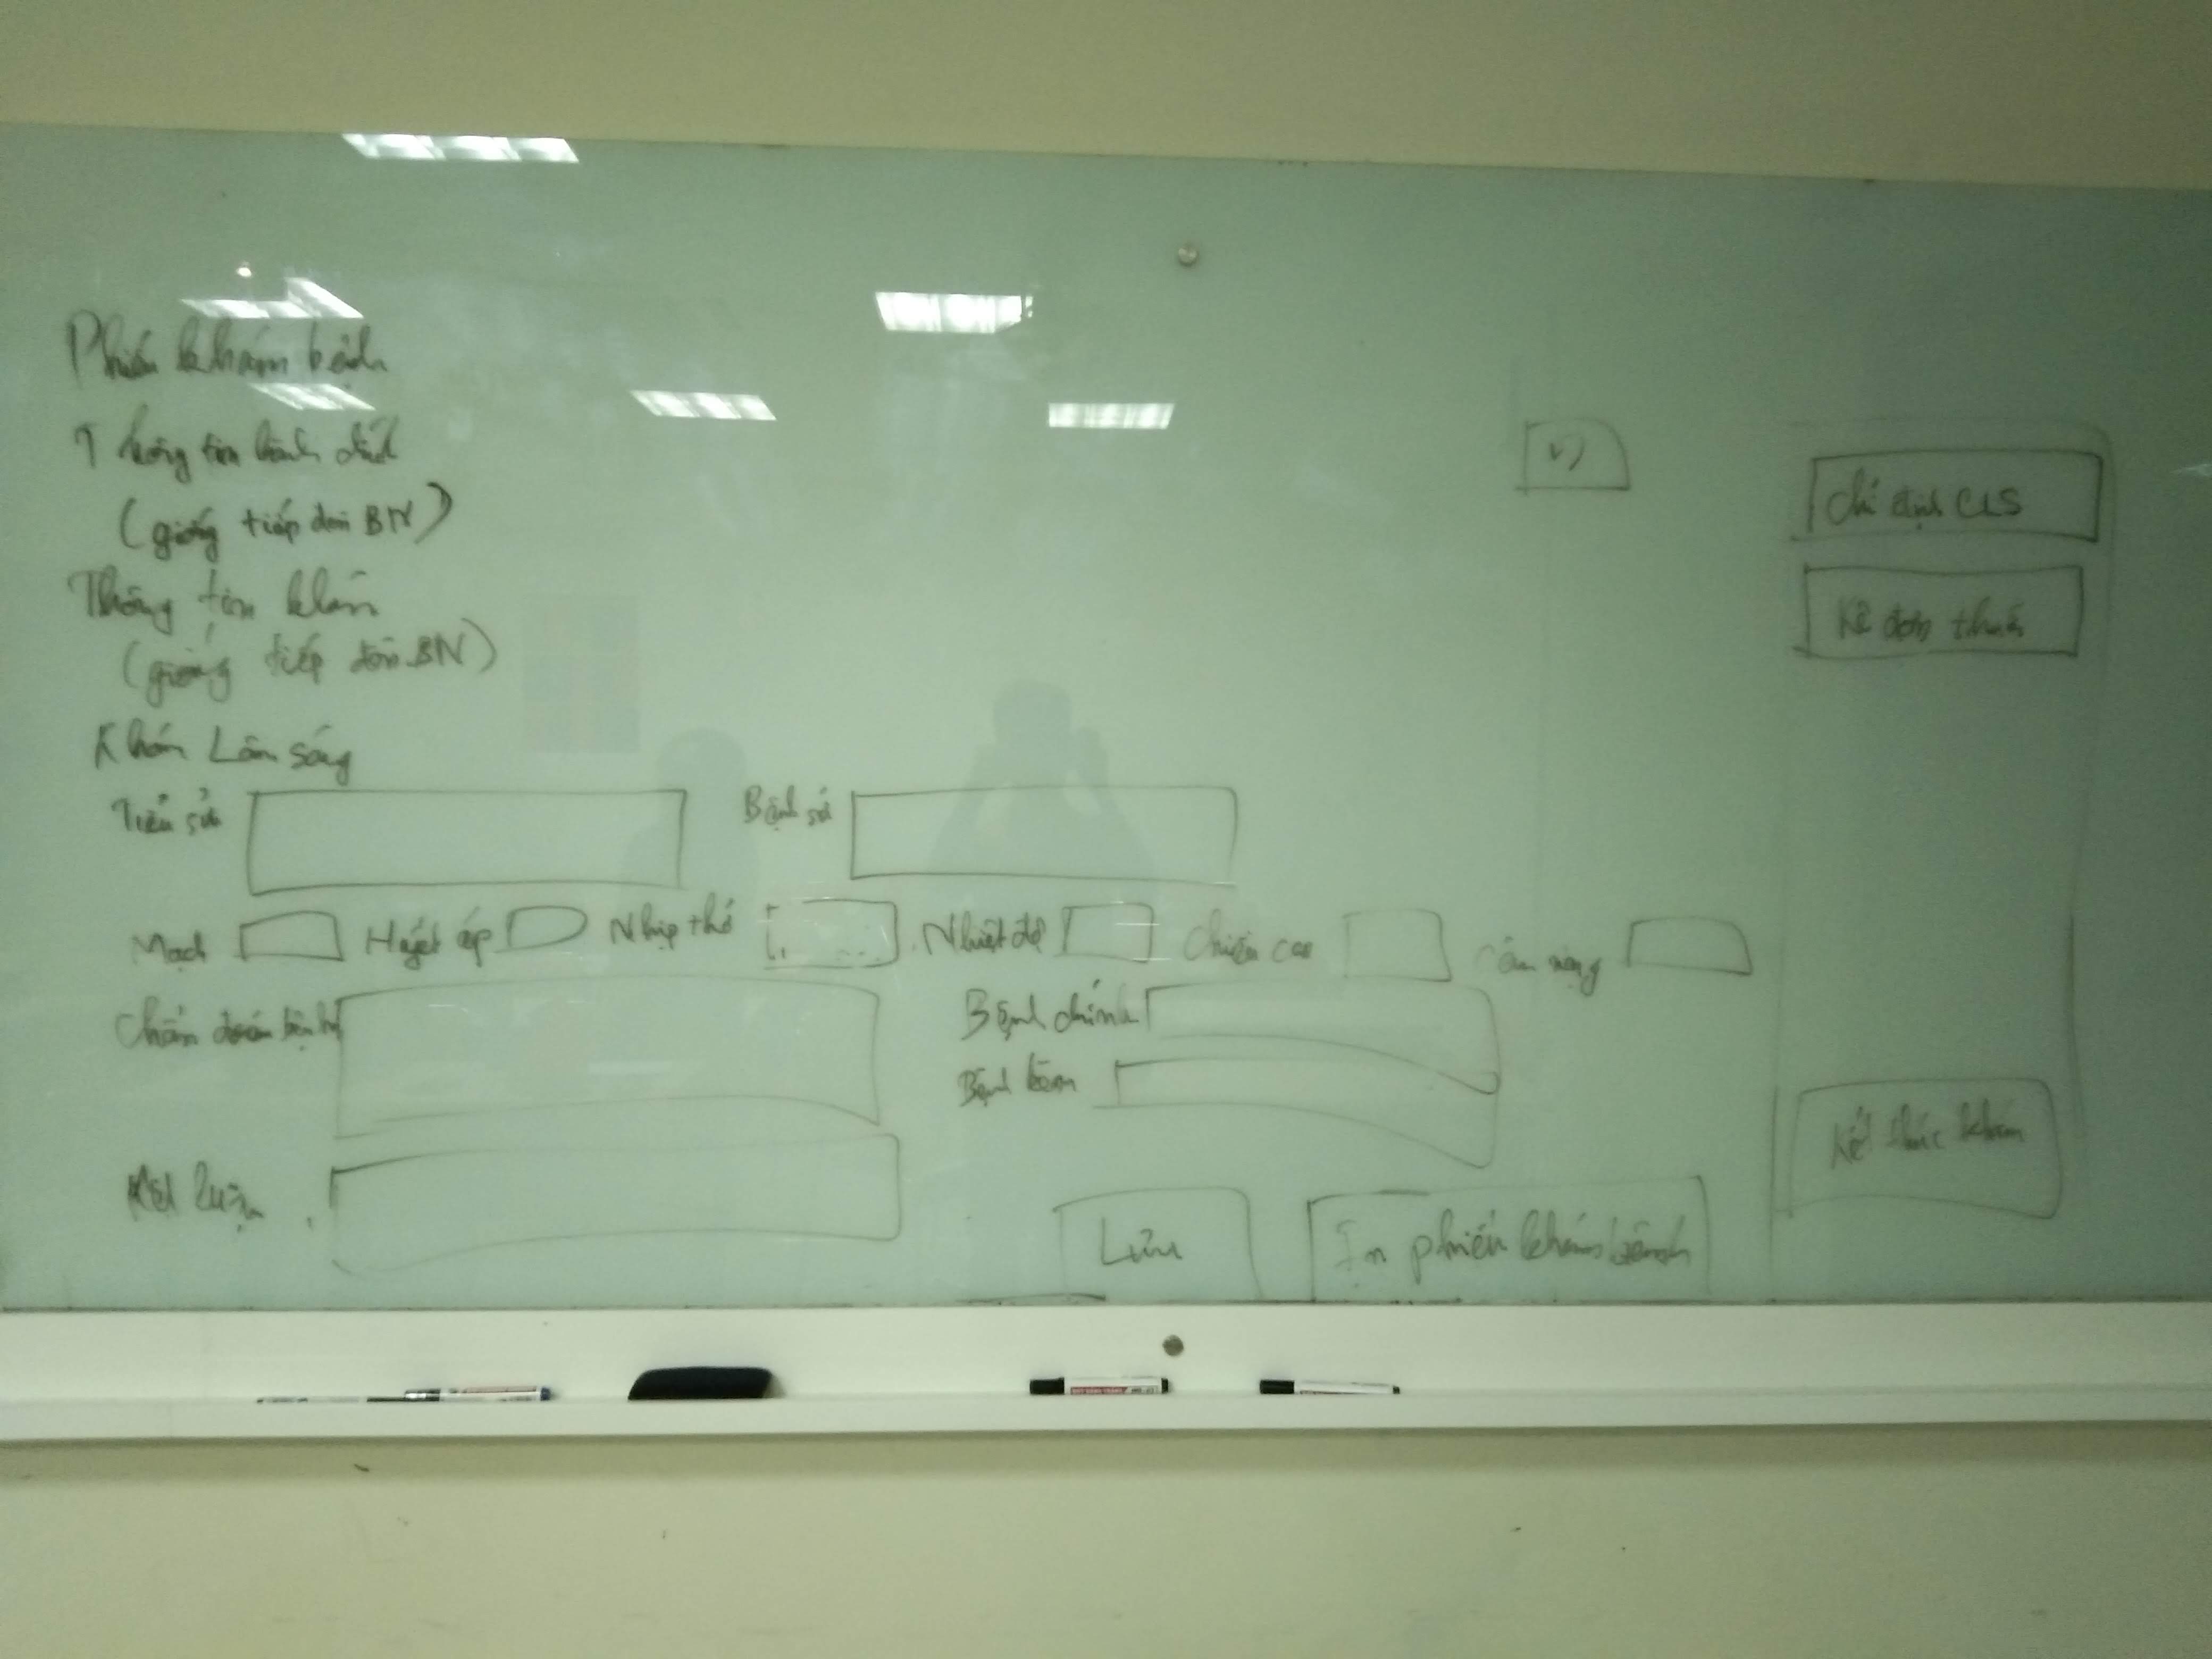 Phiếu khám bệnh
Thông tin hành chính
(giống tiếp đón BN)
Thông tin khám
(giống tiếp đón BN)
Khám Lâm sàng
Tiền sử
Bệnh sử
Mạch
Huyết áp
Nhịp thở
Nhiệt độ
Chiều cao
Cân nặng
Chẩn đoán bệnh
Bệnh chính
Bệnh kèm
Kết luận
Lưu
In phiếu khám bệnh
Chỉ định CLS
Kê đơn thuốc
Kết thúc khám